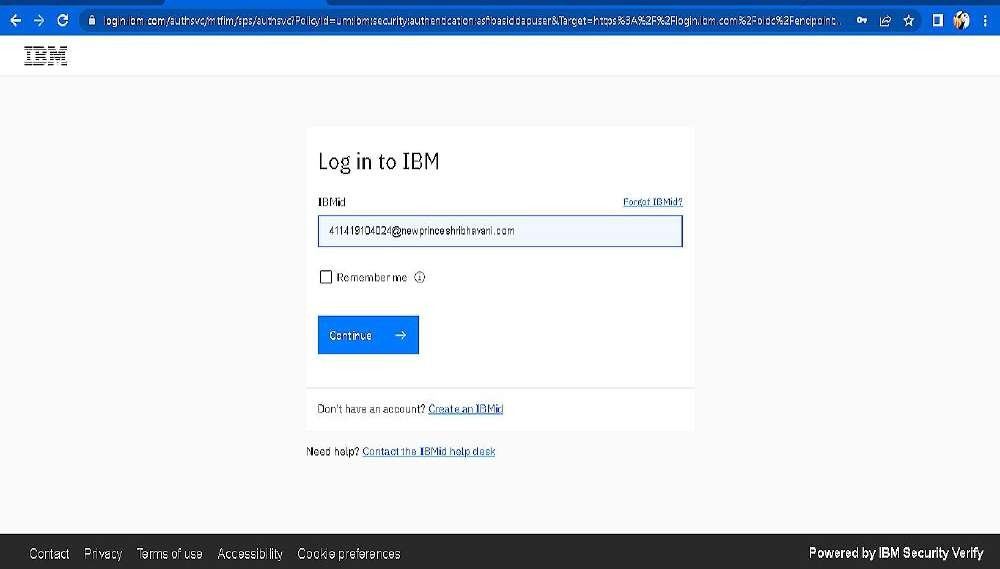 login.ibm.com/authsvc/mtfim/sps/authsvc?PolicyId=urn:ibm:security:authentication:asf:basicldapuser&Target=https%3A%2F%2Flogin.ibm.com%2Foidc%2Fendpoint...
IBM
Log in to IBM
IBMid Forgot IBMid?
411419104024@newprinceshribhavani.com
Remember me
Continue
Don't have an account? Create an IBMid
Need help? Contact the IBMid help desk
Contact Privacy Terms of use Accessibility Cookie preferences Powered by IBM Security Verify